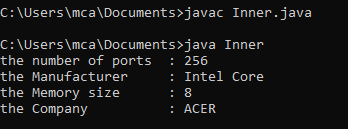 C:\Users\mca\Documents>javac Inner.java
C:\Users\mca\Documents>java Inner
the number of ports  : 256
the Manufacturer     : Intel Core
the Memory size      : 8
the Company          : ACER